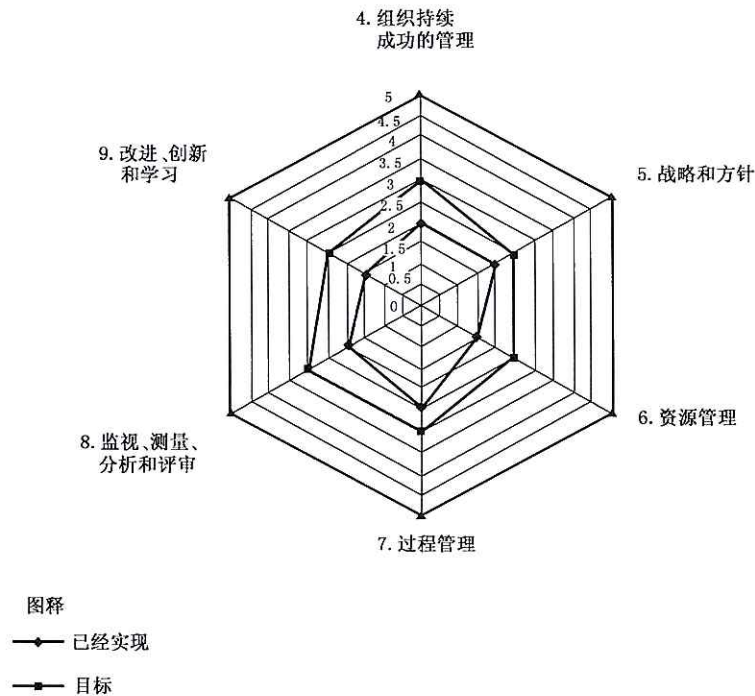 4. 组织持续
成功的管理
5
4.5
4
3.5
3
2.5
2
1.5
1
0.5
0
9. 改进、创新
和学习
5. 战略和方针
6. 资源管理
8. 监视、测量、
分析和评审
7. 过程管理
图释
已经实现
目标